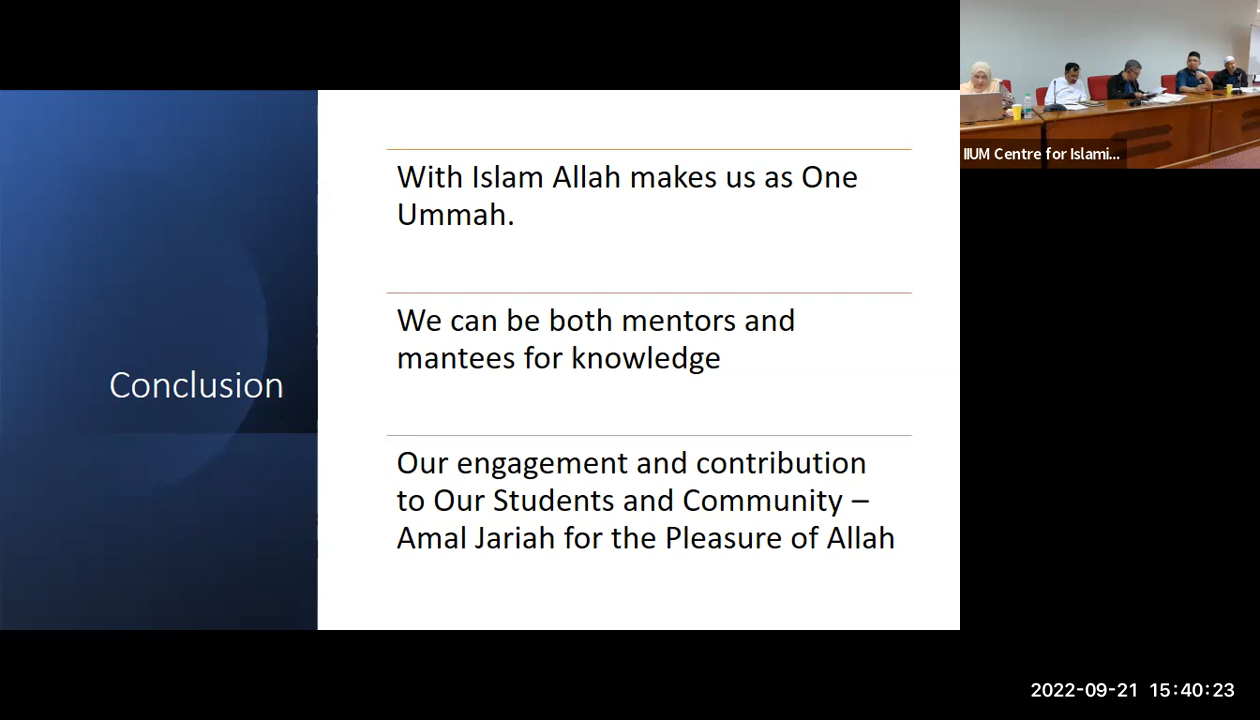 Conclusion
With Islam Allah makes us as One
Ummah.
We can be both mentors and
mantees for knowledge
Our engagement and contribution
to Our Students and Community –
Amal Jariah for the Pleasure of Allah
IIUM Centre for Islami...
2022-09-21 15:40:23